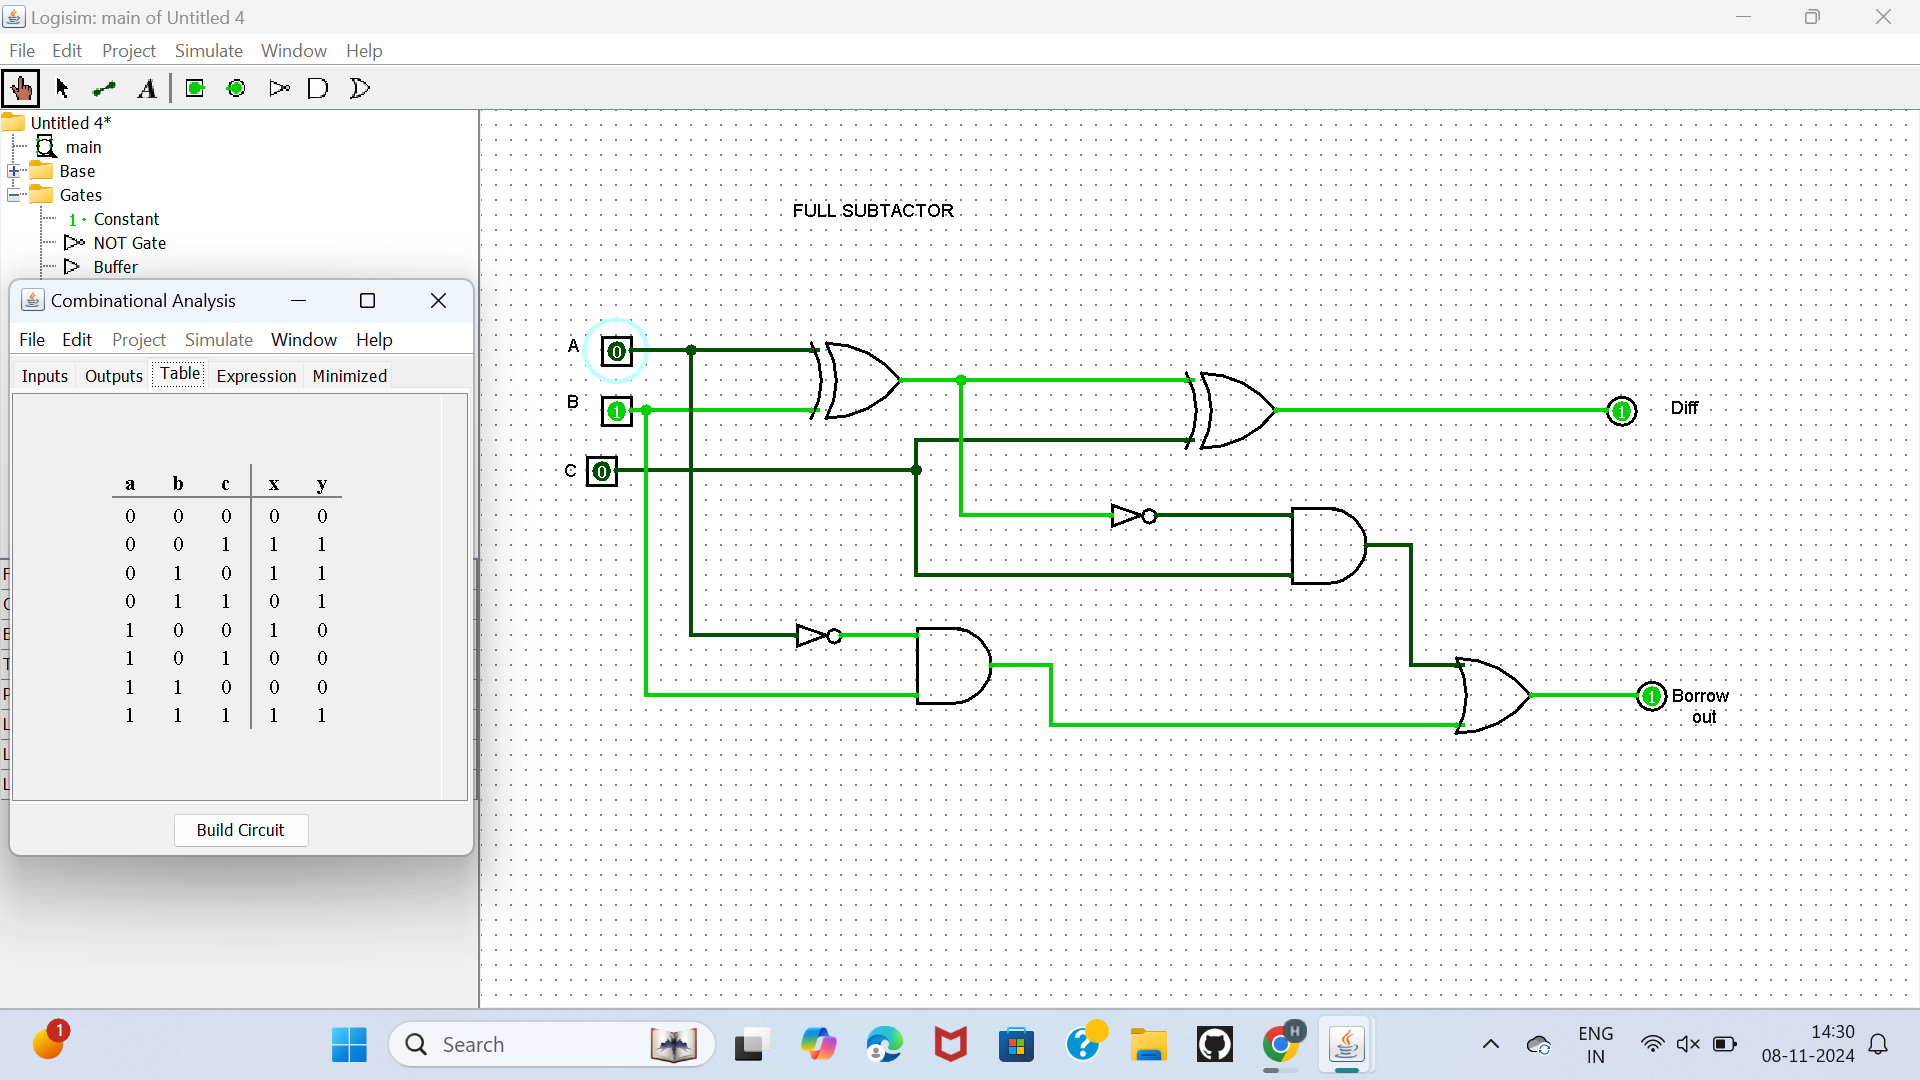 Logisim: main of Untitled 4
File Edit Project Simulate Window Help
A
Untitled 4*
main
Base
Gates
1 Constant
NOT Gate
Buffer
Combinational Analysis
File Edit Project Simulate Window Help
Inputs Outputs Table Expression Minimized
a b c x y
0 0 0 0 0
0 0 1 1 1
0 1 0 1 1
0 1 1 0 1
1 0 0 1 0
1 0 1 0 0
1 1 0 0 0
1 1 1 1 1
Build Circuit
FULL SUBTACTOR
A 0
B 1
C 0
1 Diff
1 Borrow
out
1
Search
H
ENG
IN
14:30
08-11-2024